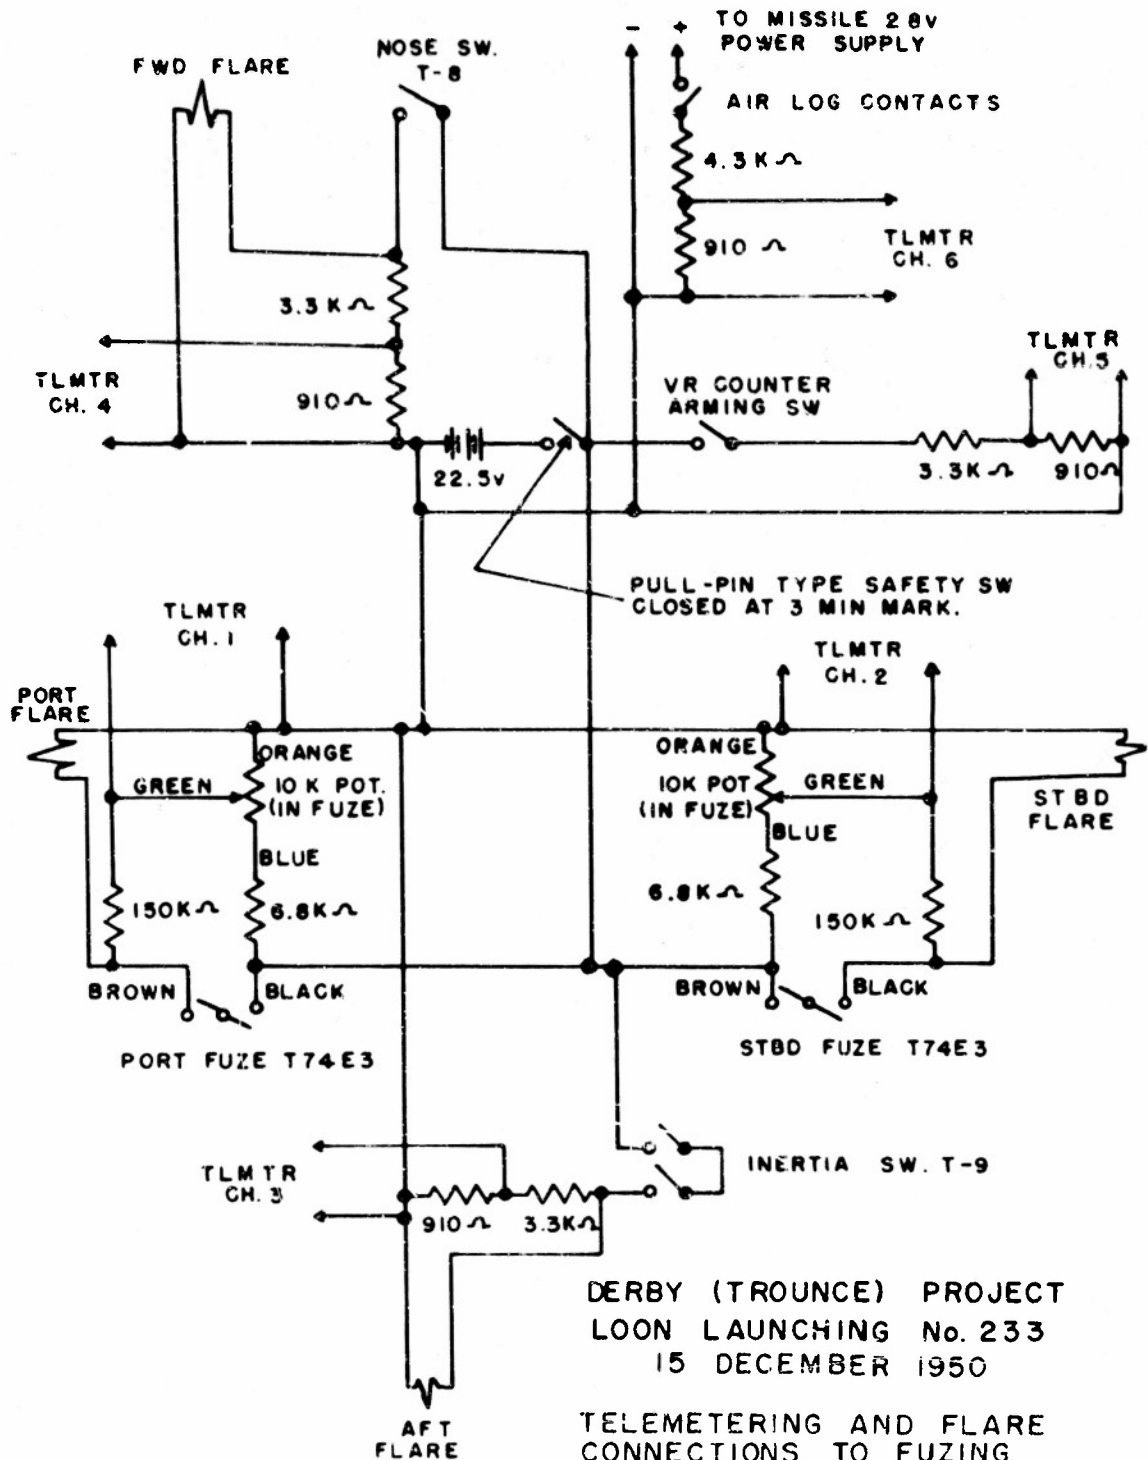 TO MISSILE 28V
POWER SUPPLY
- +
NOSE SW.
T-8
FWD FLARE
AIR LOG CONTACTS
4.3K Ω
910 Ω
TLMTR
CH. 6
3.3K Ω
TLMTR
CH. 4
910 Ω
22.5V
VR COUNTER
ARMING SW
TLMTR
CH. 5
3.3K Ω
910 Ω
PULL-PIN TYPE SAFETY SW
CLOSED AT 3 MIN MARK.
TLMTR
CH. 1
TLMTR
CH. 2
PORT
FLARE
ORANGE
GREEN
10 K POT.
(IN FUZE)
BLUE
150K Ω
6.8K Ω
BROWN
BLACK
PORT FUZE T74E3
ORANGE
10K POT
(IN FUZE)
GREEN
BLUE
STBD
FLARE
6.8K Ω
150K Ω
BROWN
BLACK
STBD FUZE T74E3
INERTIA SW. T-9
TLMTR
CH. 3
910 Ω
3.3K Ω
AFT
FLARE
DERBY (TROUNCE) PROJECT
LOON LAUNCHING No. 233
15 DECEMBER 1950
TELEMETERING AND FLARE
CONNECTIONS TO FUZING